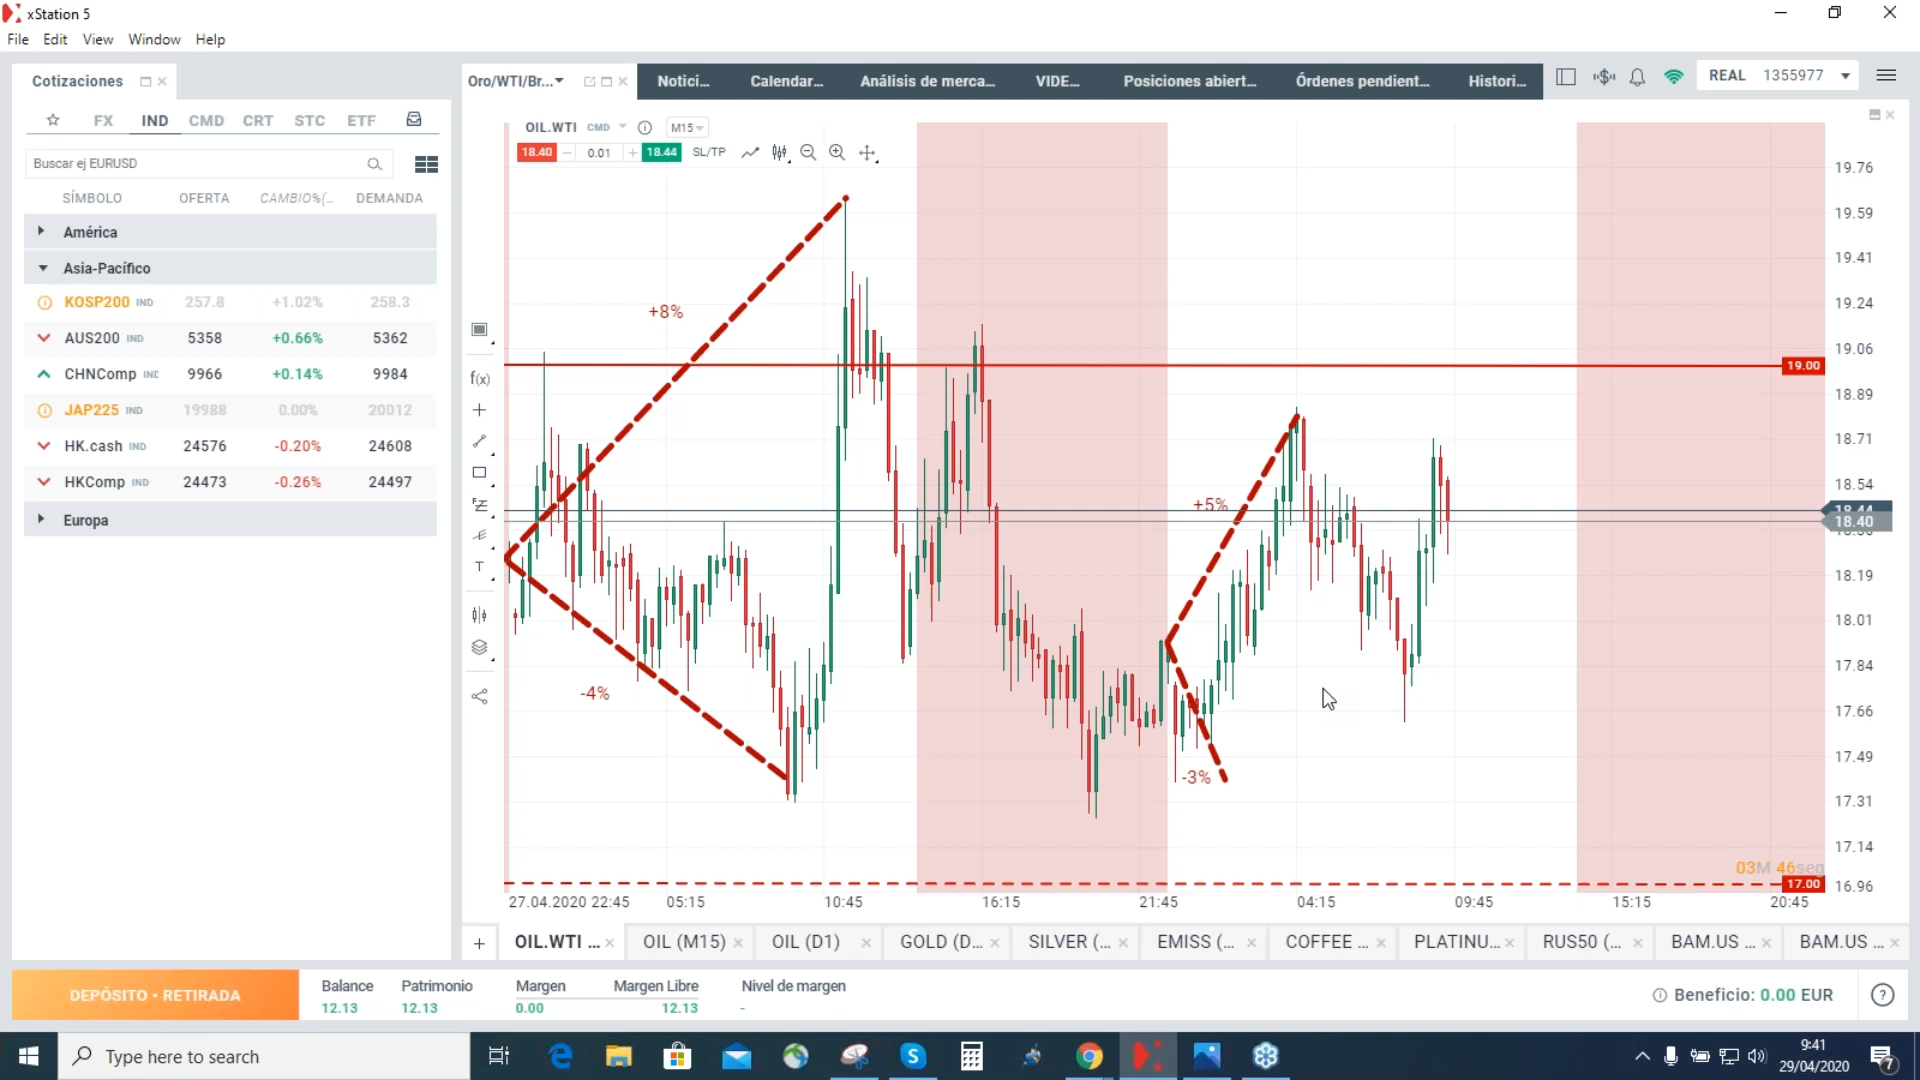 xStation 5
File Edit View Window Help
Cotizaciones
Oro/WTI/Br...
Notici... Calendar... Análisis de merca... VIDE... Posiciones abiert... Órdenes pendient... Histori...
REAL 1355977
FX IND CMD CRT STC ETF
Buscar ej EURUSD
SÍMBOLO OFERTA CAMBIO%(... DEMANDA
América
Asia-Pacífico
KOSP200 IND 257.8 +1.02% 258.3
AUS200 IND 5358 +0.66% 5362
CHNComp IND 9966 +0.14% 9984
JAP225 IND 19988 0.00% 20012
HK.cash IND 24576 -0.20% 24608
HKComp IND 24473 -0.26% 24497
Europa
OIL.WTI CMD M15
18.40 0.01 18.44 SL/TP
f(x)
T
+8%
-4%
+5%
-3%
19.76
19.59
19.41
19.24
19.06
19.00
18.89
18.71
18.54
18.44
18.40
18.19
18.01
17.84
17.66
17.49
17.31
17.14
03M 46seg
17.00
16.96
27.04.2020 22:45 05:15 10:45 16:15 21:45 04:15 09:45 15:15 20:45
OIL.WTI ... OIL (M15) OIL (D1) GOLD (D... SILVER (... EMISS (... COFFEE ... PLATINU... RUS50 (... BAM.US ... BAM.US ...
DEPÓSITO • RETIRADA
Balance Patrimonio Margen Margen Libre Nivel de margen
12.13 12.13 0.00 12.13 -
Beneficio: 0.00 EUR
Type here to search
9:41
29/04/2020
7